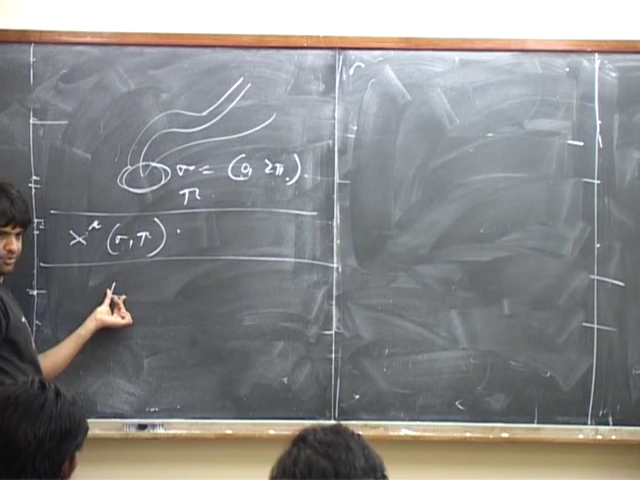 σ = (0, 2π).
π
X^μ (σ, π) .